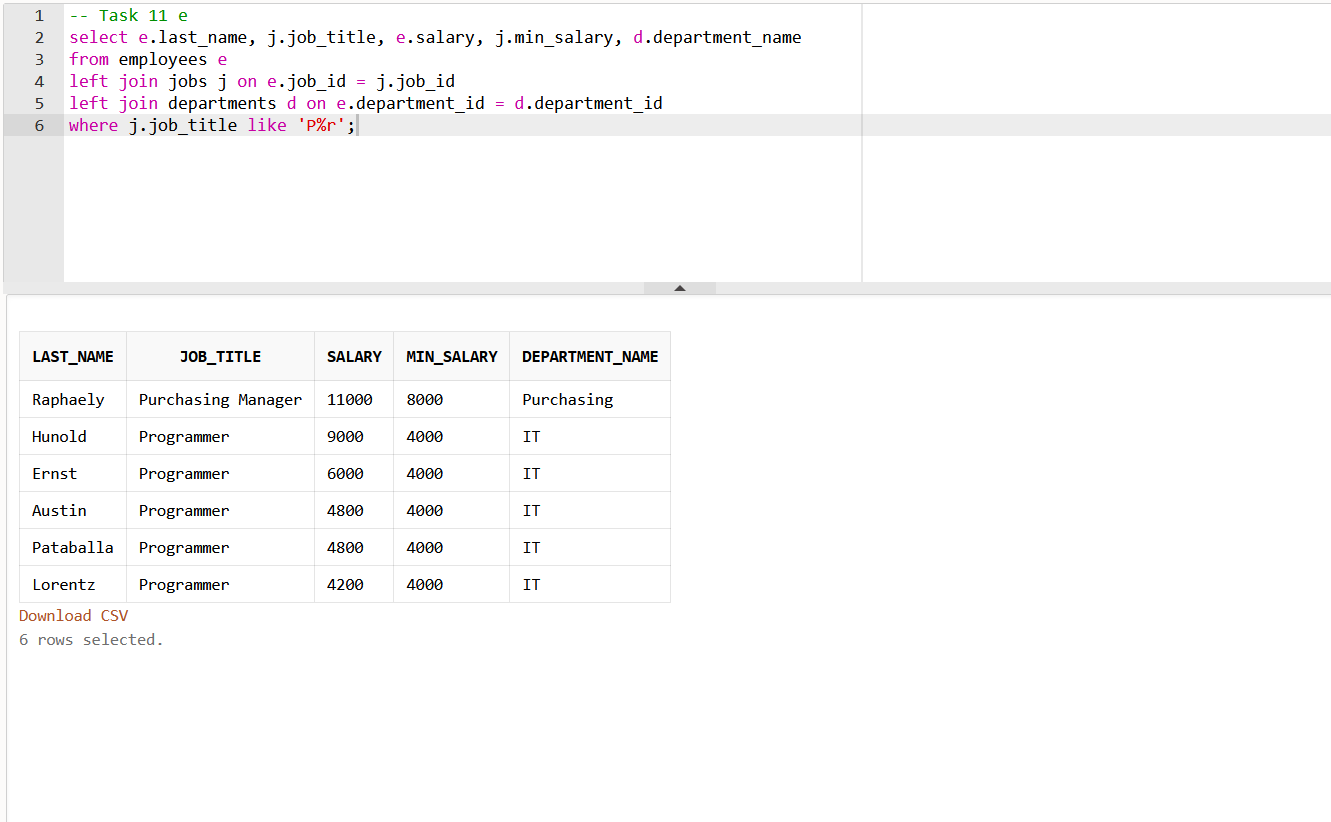 1 -- Task 11 e
2 select e.last_name, j.job_title, e.salary, j.min_salary, d.department_name
3 from employees e
4 left join jobs j on e.job_id = j.job_id
5 left join departments d on e.department_id = d.department_id
6 where j.job_title like 'P%r';
LAST_NAME JOB_TITLE SALARY MIN_SALARY DEPARTMENT_NAME
Raphaely Purchasing Manager 11000 8000 Purchasing
Hunold Programmer 9000 4000 IT
Ernst Programmer 6000 4000 IT
Austin Programmer 4800 4000 IT
Pataballa Programmer 4800 4000 IT
Lorentz Programmer 4200 4000 IT
Download CSV
6 rows selected.